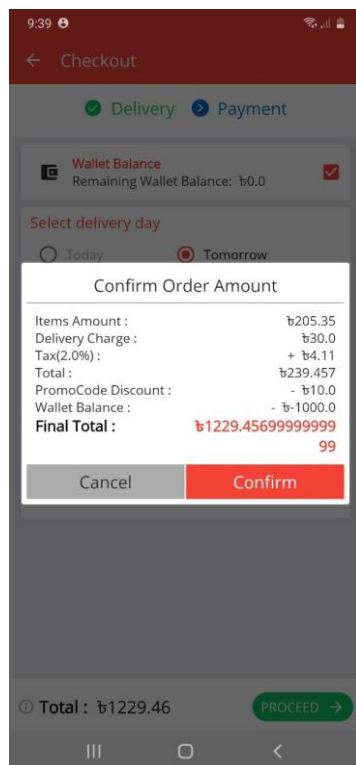 9:39
Checkout
Delivery Payment
Wallet Balance
Remaining Wallet Balance: ৳0.0
Select delivery day
Today Tomorrow
Confirm Order Amount
Items Amount : ৳205.35
Delivery Charge : ৳30.0
Tax(2.0%) : + ৳4.11
Total : ৳239.457
PromoCode Discount : - ৳10.0
Wallet Balance : - ৳-1000.0
Final Total : ৳1229.45699999999
99
Cancel Confirm
Total : ৳1229.46 PROCEED